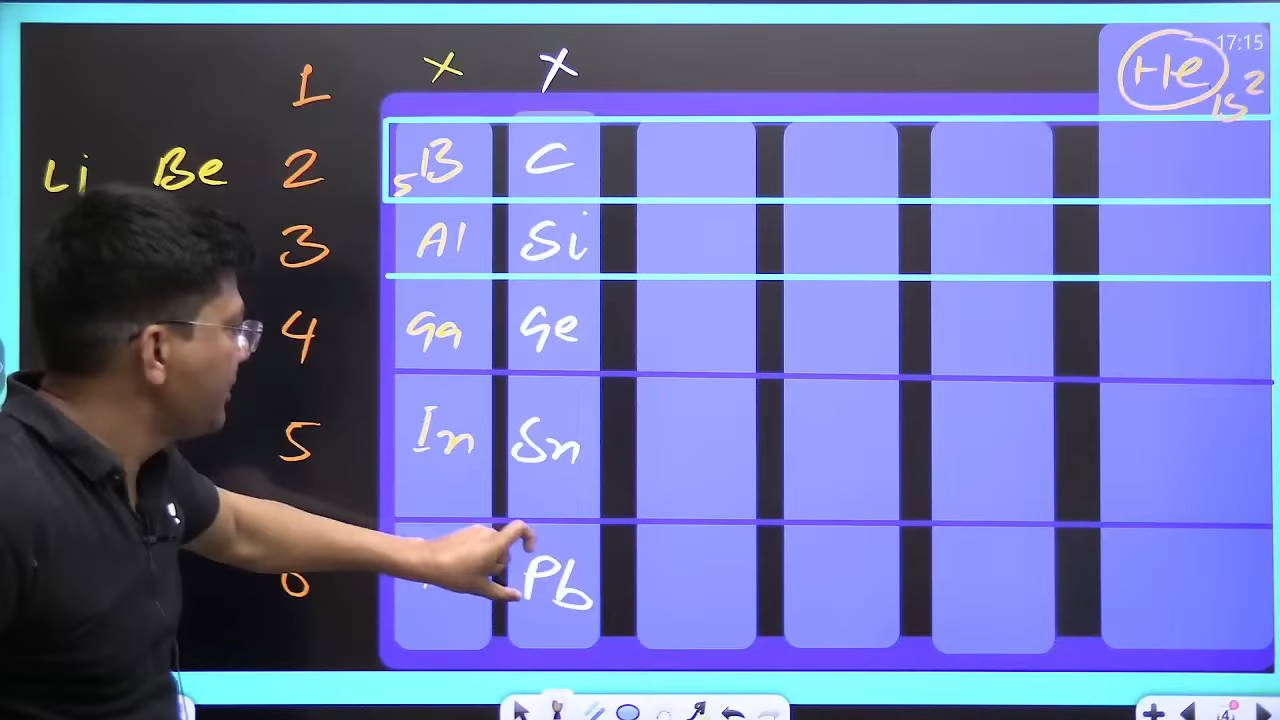 17:15
1 × × He 1s²
Li Be 2 5B C
3 Al Si
4 Ga Ge
5 In Sn
6 Pb